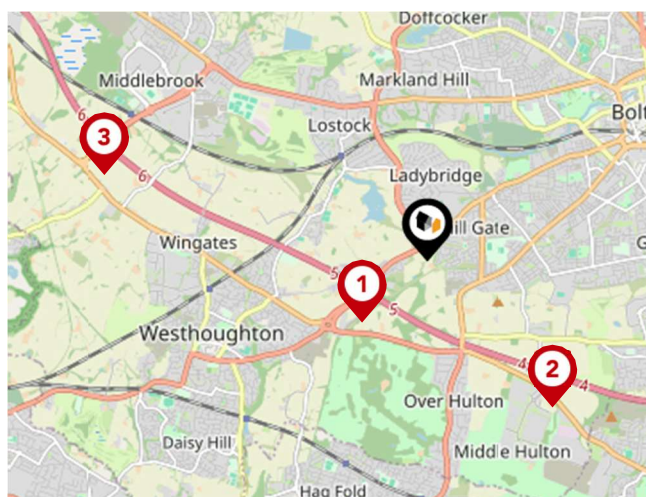 Doffcocker
Middlebrook
Markland Hill
6
Bolt
Lostock
3
6
Ladybridge
ill Gate
Wingates
G
5
1
5
Westhoughton
4
2
4
Over Hulton
Daisy Hill
Middle Hulton
Hag Fold